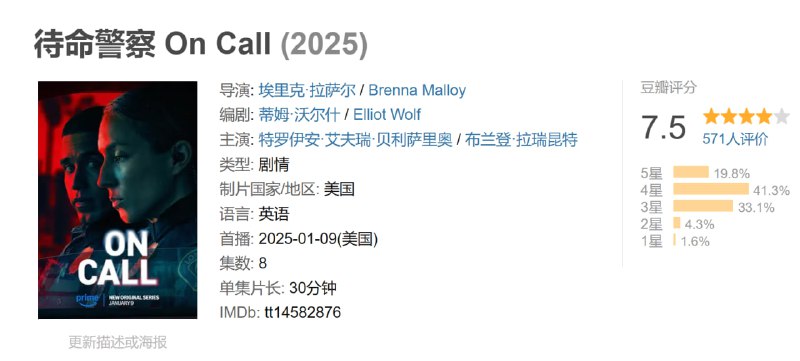 待命警察 On Call (2025)
导演: 埃里克·拉萨尔 / Brenna Malloy
编剧: 蒂姆·沃尔什 / Elliot Wolf
主演: 特罗伊安·艾夫瑞·贝利萨里奥 / 布兰登·拉瑞昆特
类型: 剧情
制片国家/地区: 美国
语言: 英语
首播: 2025-01-09(美国)
集数: 8
单集片长: 30分钟
IMDb: tt14582876
ON
CALL
prime
NEW ORIGINAL SERIES
JANUARY 9
更新描述或海报
豆瓣评分
7.5
571人评价
5星 19.8%
4星 41.3%
3星 33.1%
2星 4.3%
1星 1.6%